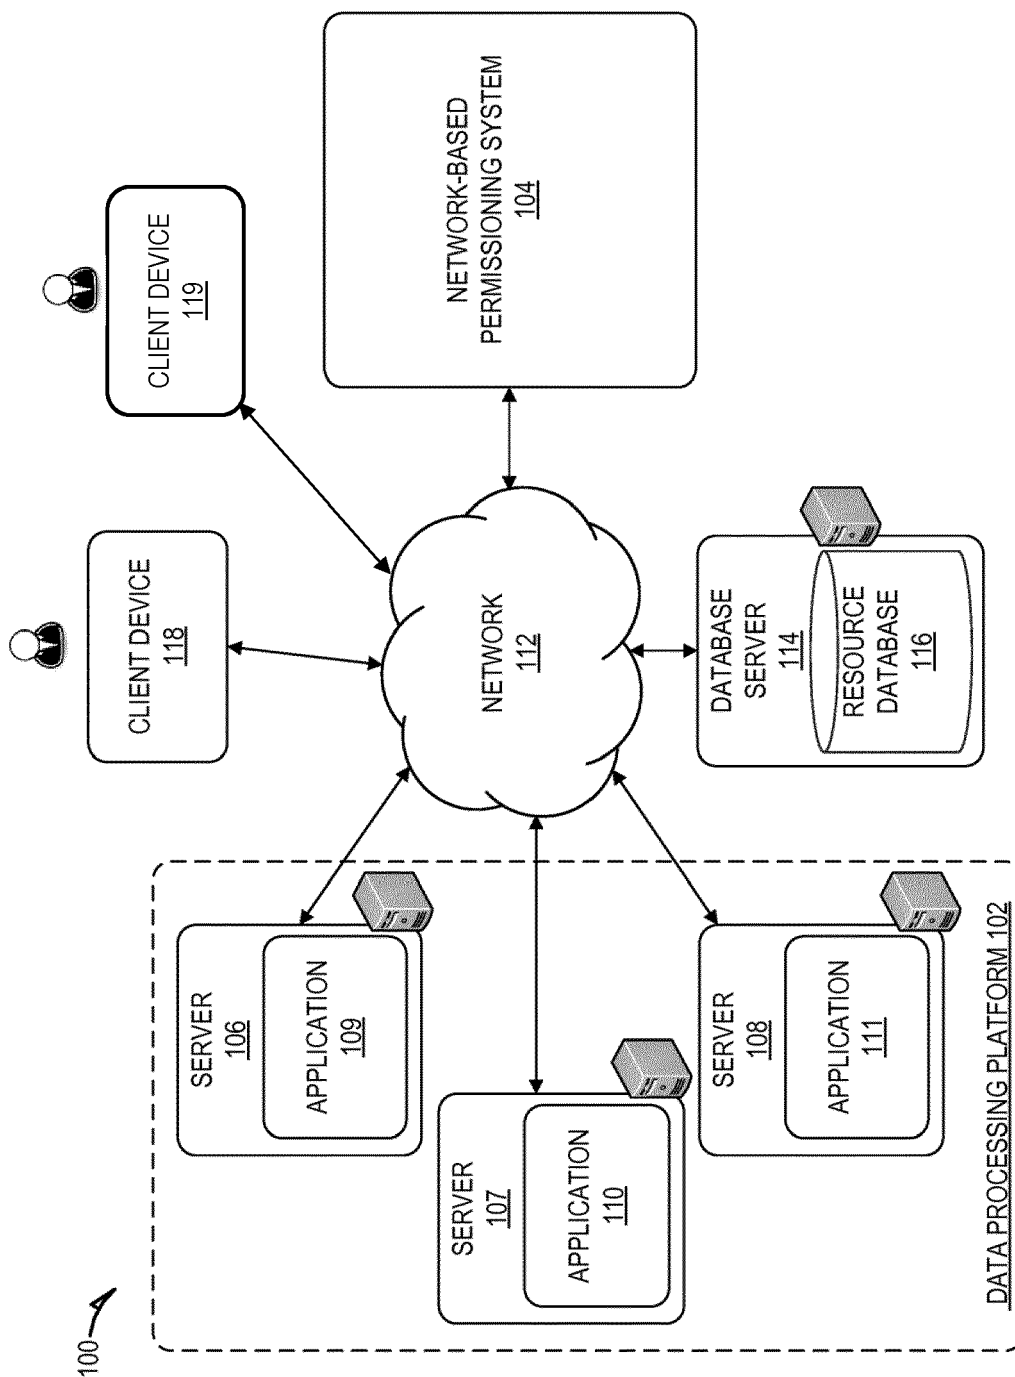 100
DATA PROCESSING PLATFORM 102
SERVER
106
APPLICATION
109
SERVER
107
APPLICATION
110
SERVER
108
APPLICATION
111
CLIENT DEVICE
118
CLIENT DEVICE
119
NETWORK
112
DATABASE
SERVER
114
RESOURCE
DATABASE
116
NETWORK-BASED
PERMISSIONING SYSTEM
104